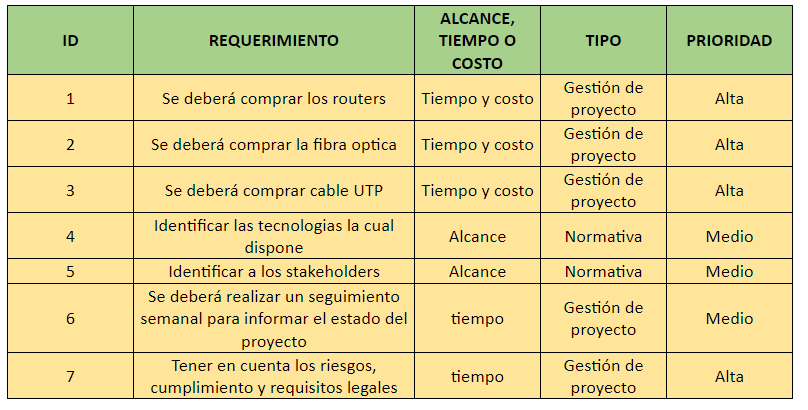 ID REQUERIMIENTO ALCANCE, TIEMPO O COSTO TIPO PRIORIDAD
1 Se deberá comprar los routers Tiempo y costo Gestión de proyecto Alta
2 Se deberá comprar la fibra optica Tiempo y costo Gestión de proyecto Alta
3 Se deberá comprar cable UTP Tiempo y costo Gestión de proyecto Alta
4 Identificar las tecnologias la cual dispone Alcance Normativa Medio
5 Identificar a los stakeholders Alcance Normativa Medio
6 Se deberá realizar un seguimiento semanal para informar el estado del proyecto tiempo Gestión de proyecto Medio
7 Tener en cuenta los riesgos, cumplimiento y requisitos legales tiempo Gestión de proyecto Alta